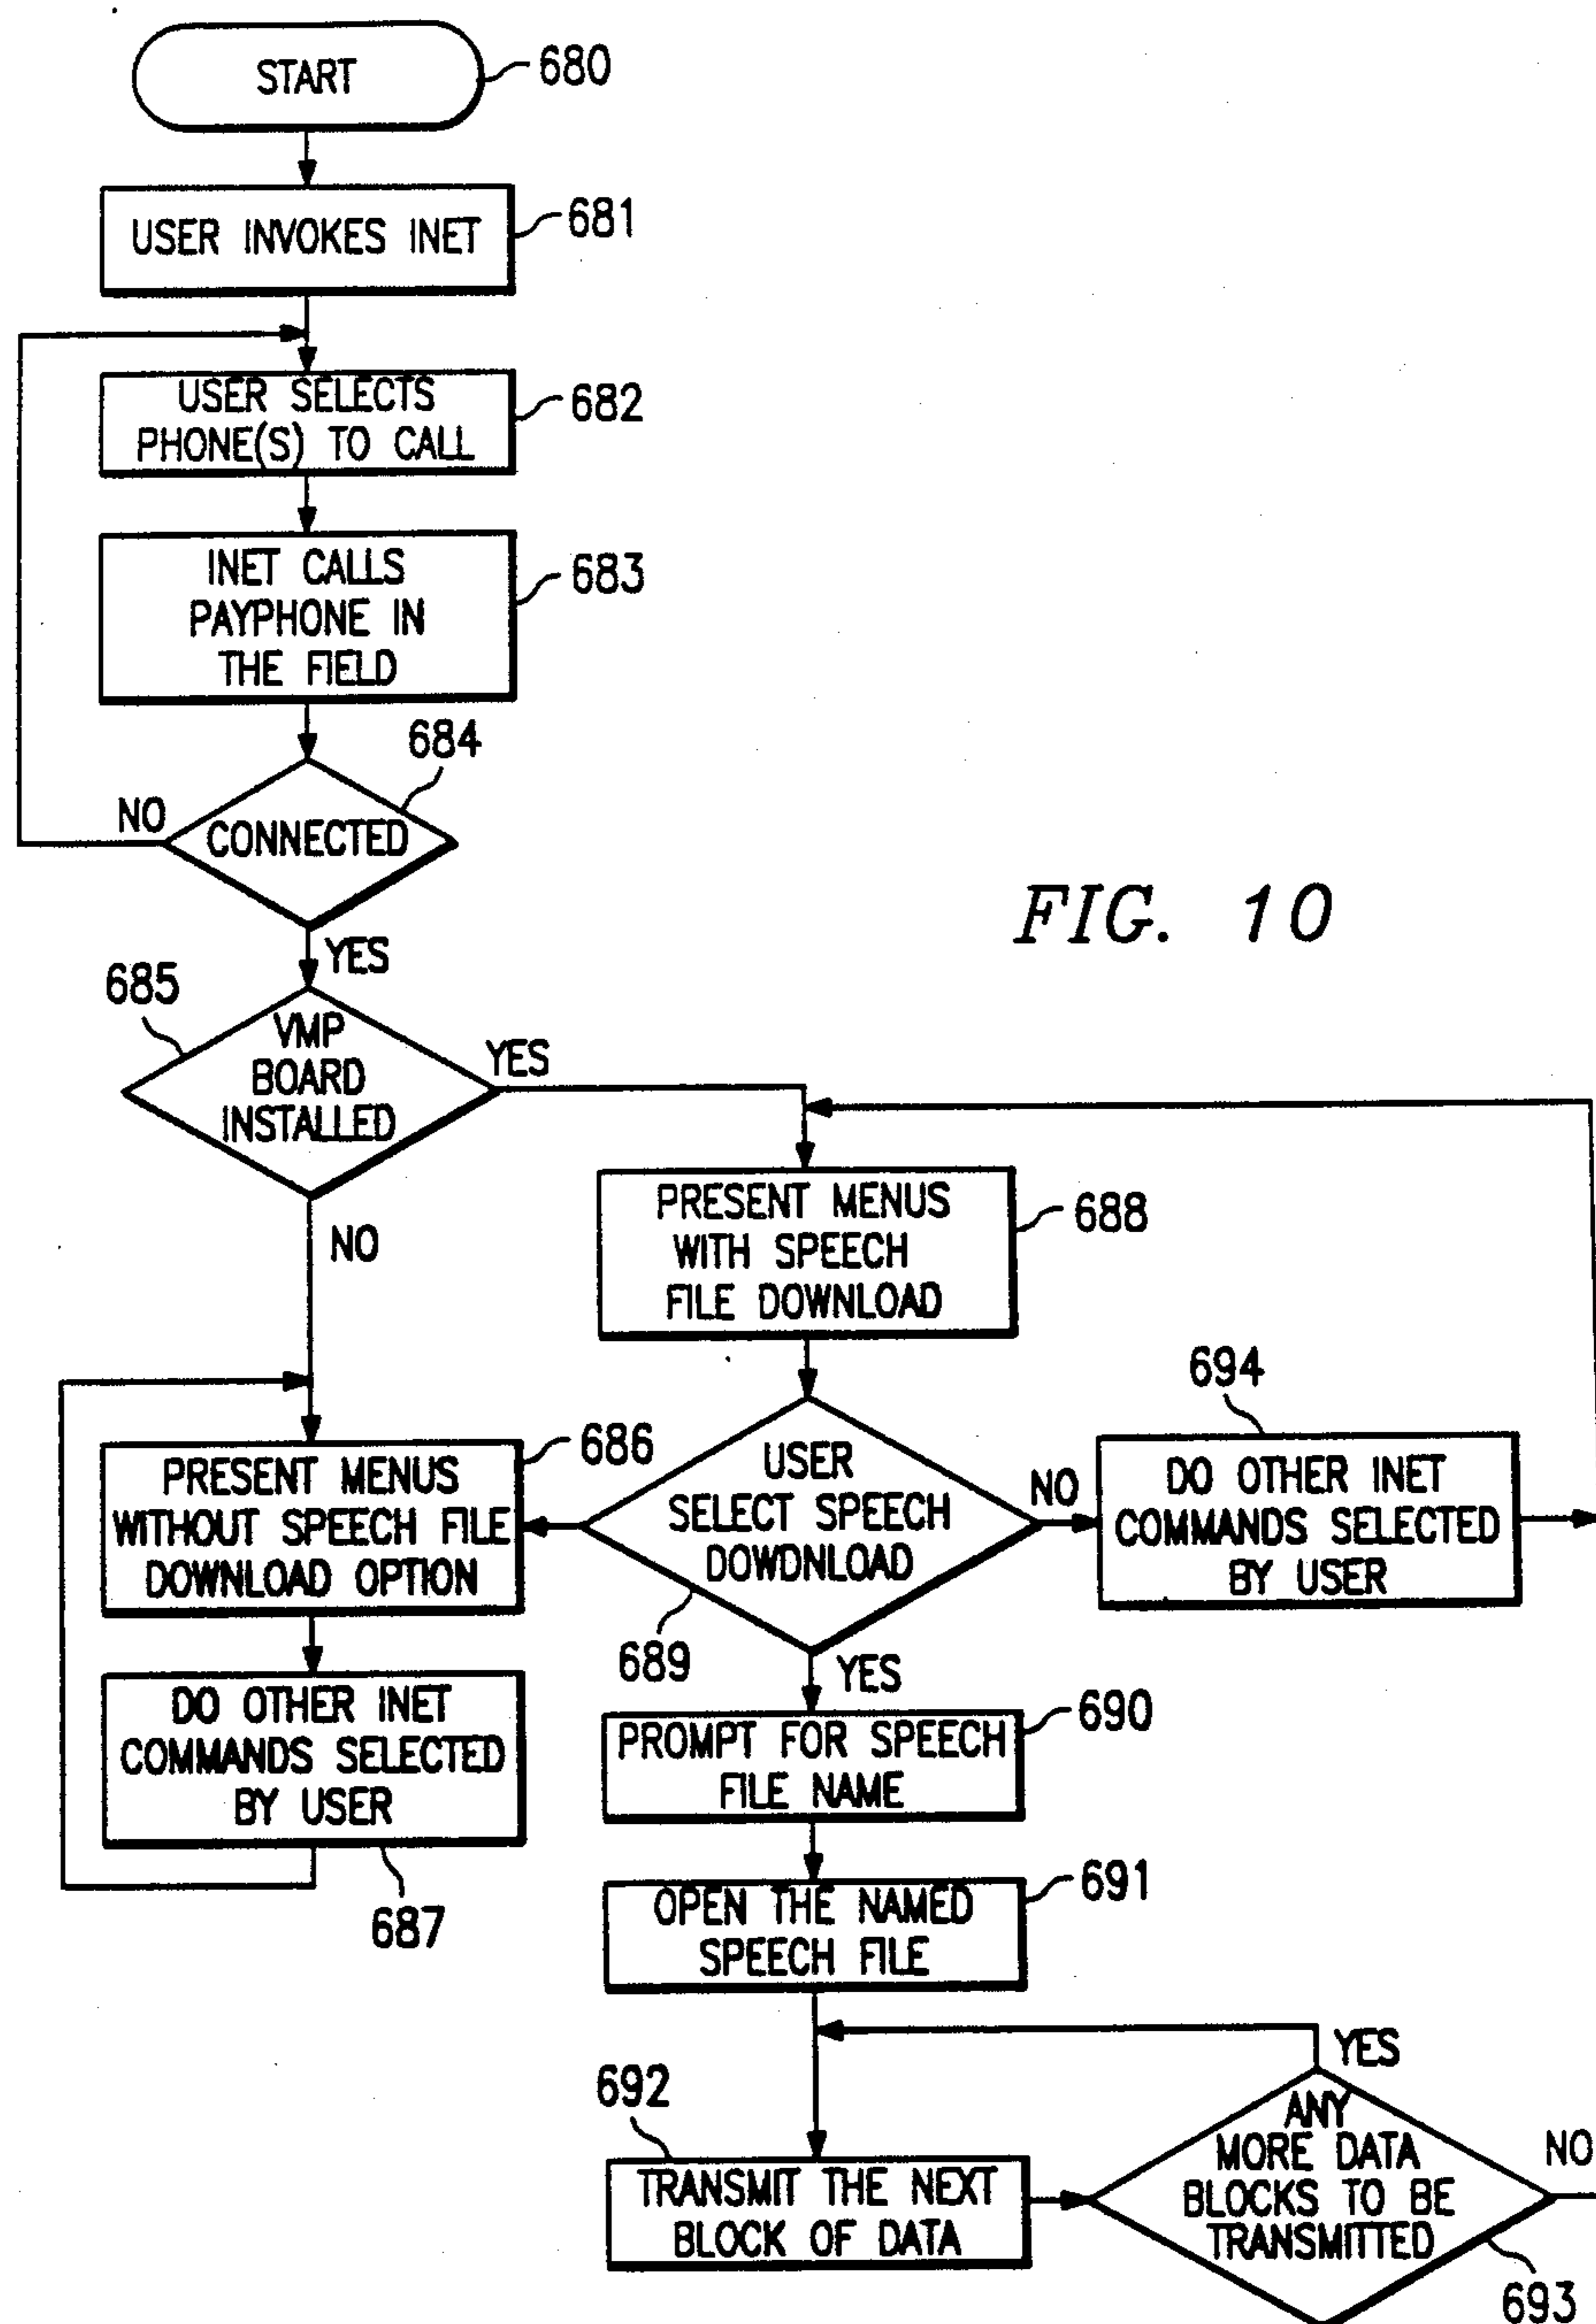 START
680
USER INVOKES INET
681
USER SELECTS
PHONE(S) TO CALL
682
INET CALLS
PAYPHONE IN
THE FIELD
683
684
NO
CONNECTED
FIG. 10
YES
685
VMP
BOARD
INSTALLED
YES
NO
PRESENT MENUS
WITH SPEECH
FILE DOWNLOAD
688
694
686
PRESENT MENUS
WITHOUT SPEECH FILE
DOWNLOAD OPTION
USER
SELECT SPEECH
DOWDNLOAD
NO
DO OTHER INET
COMMANDS SELECTED
BY USER
689
YES
DO OTHER INET
COMMANDS SELECTED
BY USER
687
PROMPT FOR SPEECH
FILE NAME
690
OPEN THE NAMED
SPEECH FILE
691
YES
692
TRANSMIT THE NEXT
BLOCK OF DATA
ANY
MORE DATA
BLOCKS TO BE
TRANSMITTED
NO
693